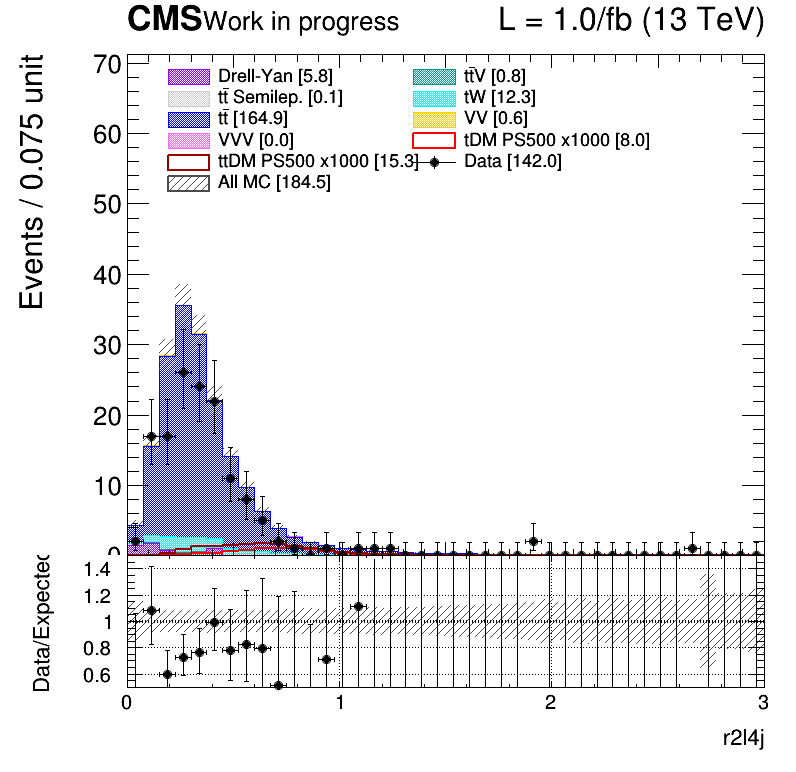 CMS Work in progress L = 1.0/fb (13 TeV)
Events / 0.075 unit
70
60
50
40
30
20
10
0
Drell-Yan [5.8]
tt̄ Semilep. [0.1]
tt̄ [164.9]
VVV [0.0]
ttDM PS500 x1000 [15.3]
All MC [184.5]
tt̄V [0.8]
tW [12.3]
VV [0.6]
tDM PS500 x1000 [8.0]
Data [142.0]
Data/Expected
1.4
1.2
1
0.8
0.6
0 1 2 3
r2l4j